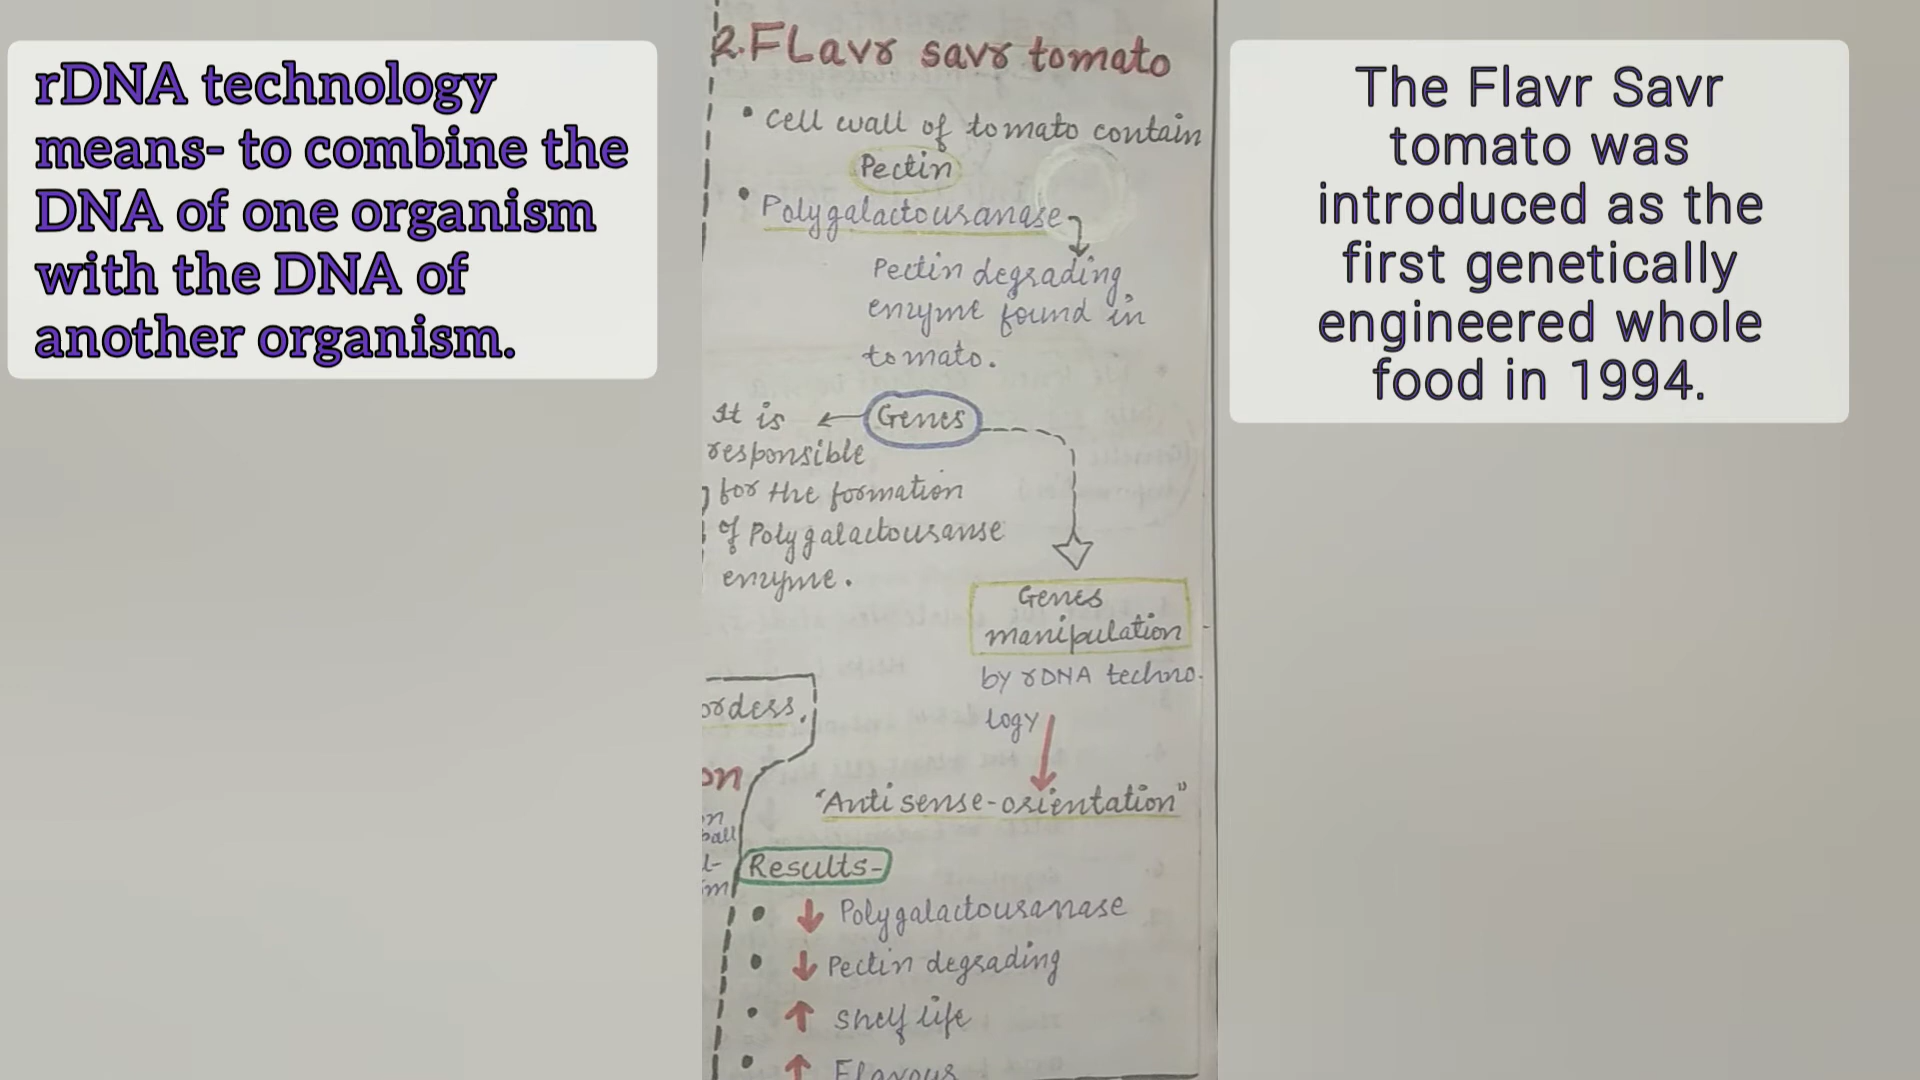 rDNA technology
means- to combine the
DNA of one organism
with the DNA of
another organism.
2. FLavr savr tomato
• cell wall of tomato contain
Pectin
• Polygalactouranase
Pectin degrading
enzyme found in
tomato.
It is ← Genes
responsible
for the formation
of Polygalactouranse
enzyme.
Genes
manipulation
by rDNA techno.
logy
"Anti sense-orientation"
Results-
• ↓ Polygalactouranase
• ↓ Pectin degrading
• ↑ shelf life
• ↑ Flavour
ordess.
on
The Flavr Savr
tomato was
introduced as the
first genetically
engineered whole
food in 1994.